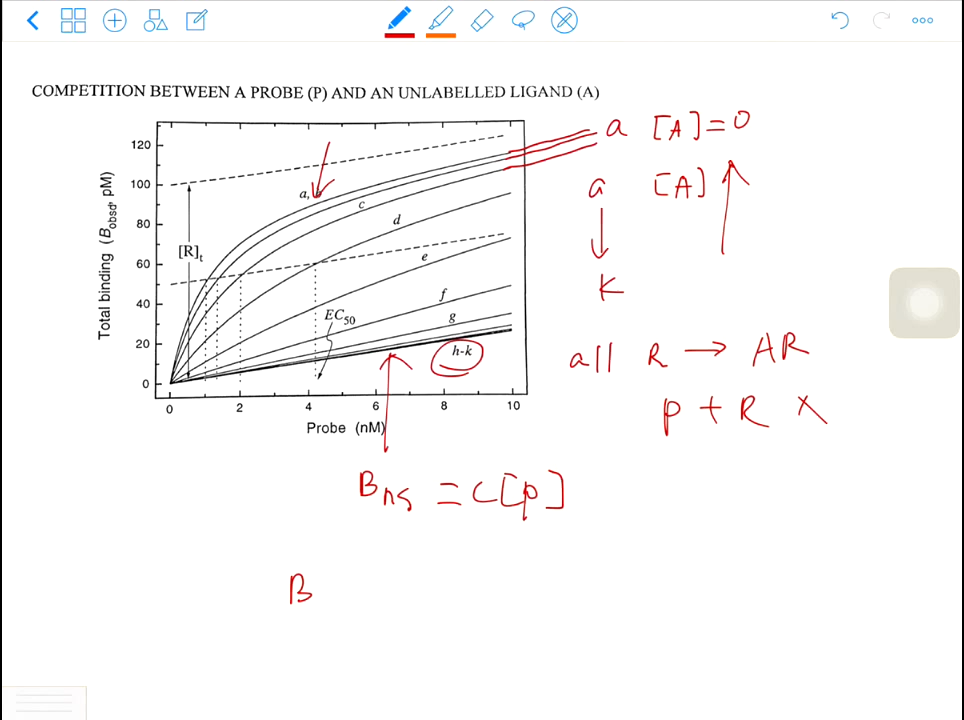 COMPETITION BETWEEN A PROBE (P) AND AN UNLABELLED LIGAND (A)
a [A]=0
a [A]
k
all R → AR
P + R X
Total binding (Bobsd, pM)
120
100
80
60
40
20
0
[R]t
a,
c
d
e
f
g
h-k
EC50
0 2 4 6 8 10
Probe (nM)
BNS = C[P]
B